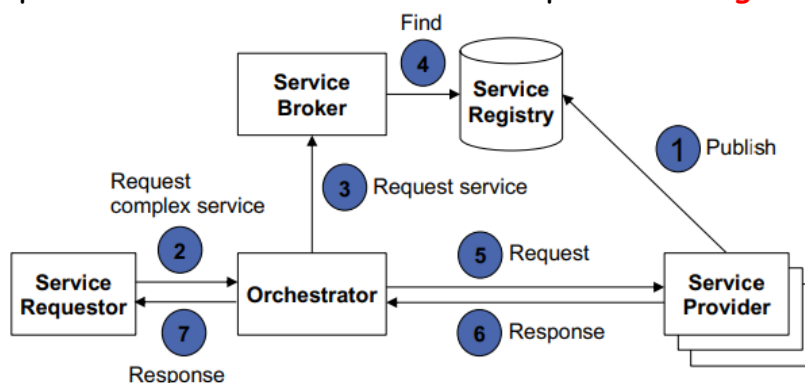 Find
4
Service
Broker
Service
Registry
1 Publish
3 Request service
Request
complex service
2
5 Request
Service
Requestor
Orchestrator
Service
Provider
7
6 Response
Response